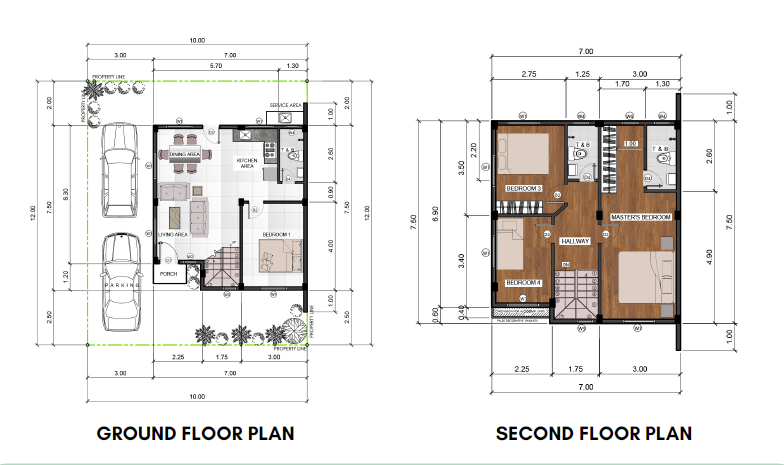 10.00
3.00 7.00
5.70 1.30
PROPERTY LINE
PROPERTY LINE
SERVICE AREA
2.00 1.00 2.00
DINING AREA
KITCHEN AREA
T & B
2.60
0.90
6.30
12.00 7.50 7.50 12.00
LIVING AREA
BEDROOM 1
4.00
PORCH
1.20
PARKING
1.00
2.50 2.50
PROPERTY LINE
PROPERTY LINE
2.25 1.75 3.00
3.00 7.00
10.00
GROUND FLOOR PLAN
7.00
2.75 1.25 3.00
1.70 1.30
1.00
T & B
1.00
T & B
2.20
3.50
2.60
BEDROOM 3
MASTER'S BEDROOM
7.50 6.90 7.50
HALLWAY
3.40
4.90
BEDROOM 4
0.60 0.40
1.00
2.25 1.75 3.00
7.00
SECOND FLOOR PLAN